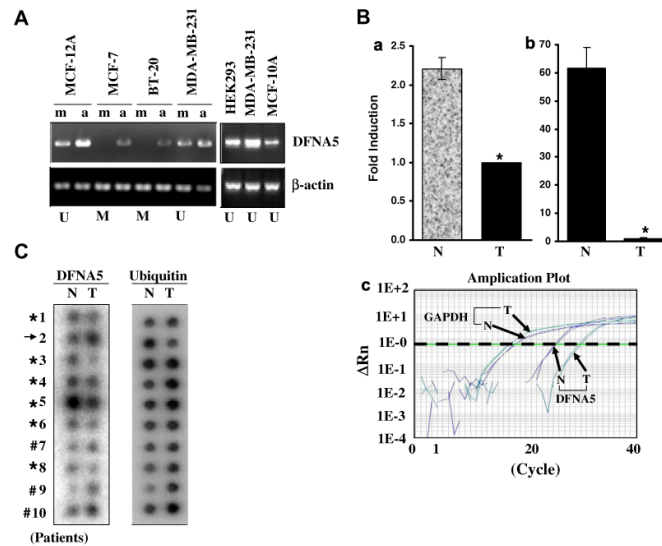 A
MCF-12A
MCF-7
BT-20
MDA-MB-231
HEK293
MDA-MB-231
MCF-10A
m a m a m a m a
DFNA5
β-actin
U M M U U U U
B
a
2.5
2.0
1.5
1.0
0.5
0.0
Fold Induction
*
N T
b
70
60
50
40
30
20
10
0
*
N T
C
DFNA5 Ubiquitin
N T N T
*1
→2
*3
*4
*5
*6
#7
*8
#9
#10
(Patients)
c
Amplication Plot
1E+2
1E+1
1E-0
1E-1
1E-2
1E-3
1E-4
ΔRn
GAPDH
T
N
N T
DFNA5
0 1 20 40
(Cycle)